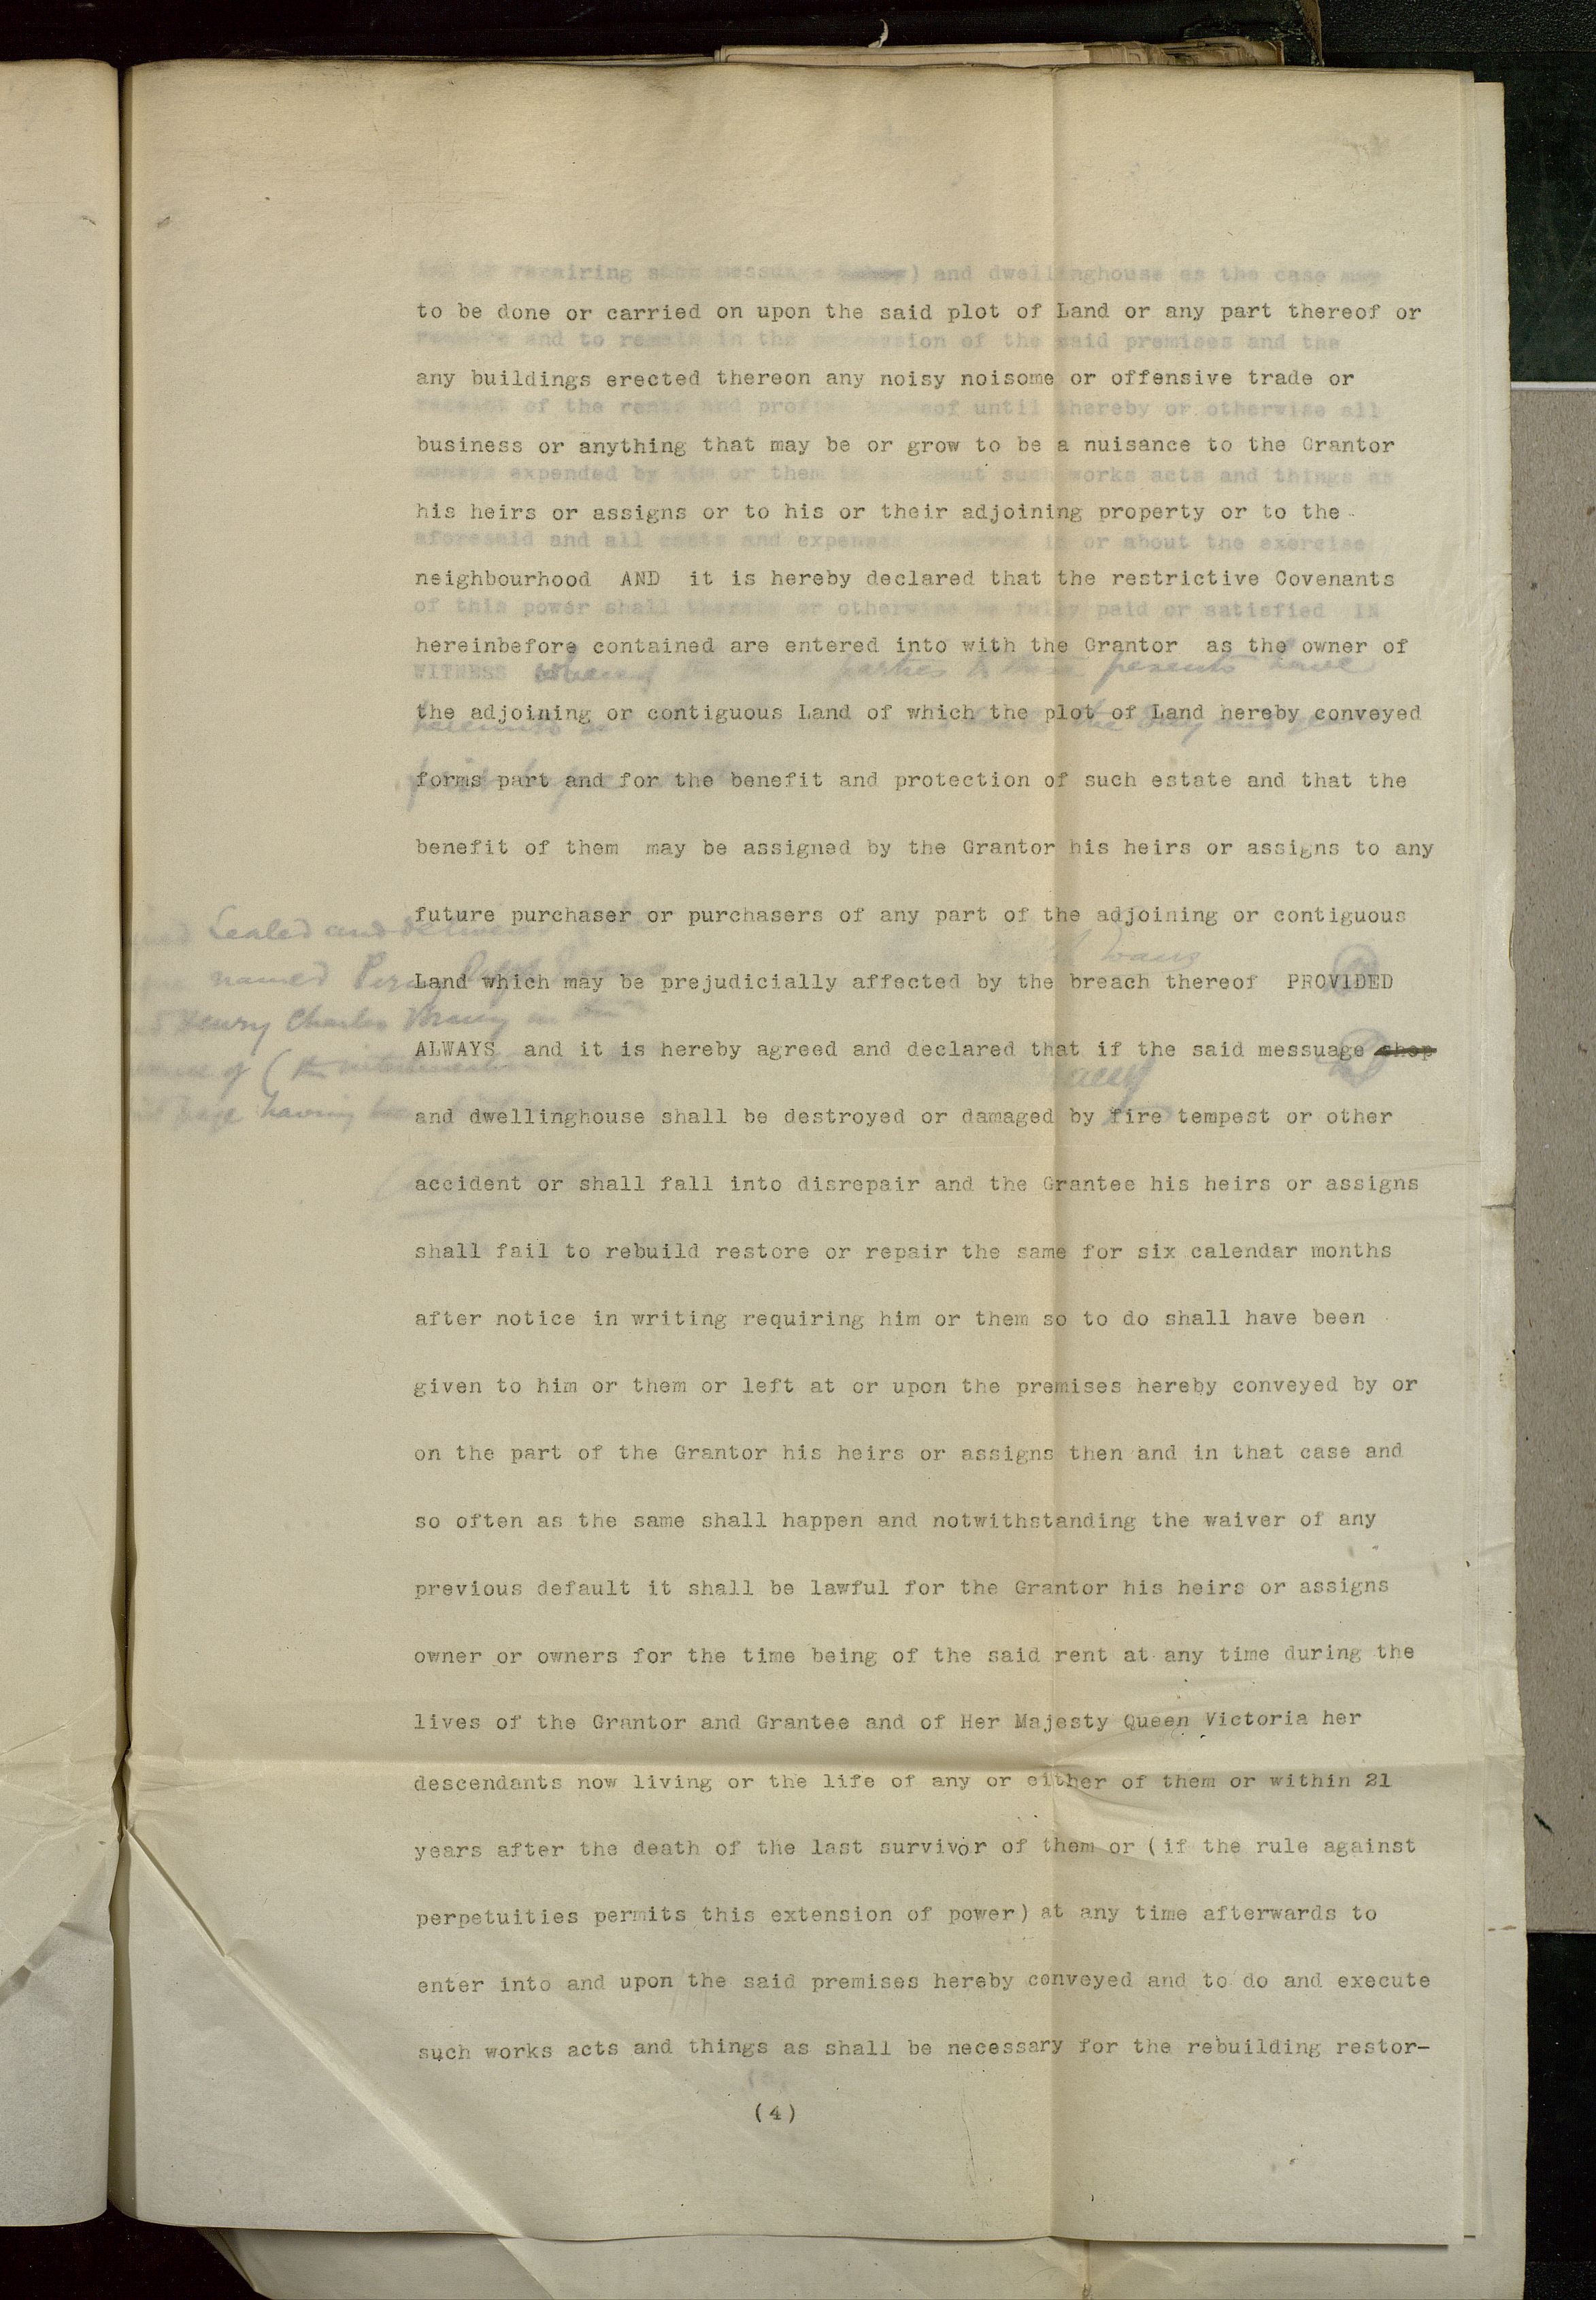 to be done or carried on upon the said plot of Land or any part thereof or
any buildings erected thereon any noisy noisome or offensive trade or
business or anything that may be or grow to be a nuisance to the Grantor
his heirs or assigns or to his or their adjoining property or to the
neighbourhood AND it is hereby declared that the restrictive Covenants
hereinbefore contained are entered into with the Grantor as the owner of
the adjoining or contiguous Land of which the plot of Land hereby conveyed
forms part and for the benefit and protection of such estate and that the
benefit of them may be assigned by the Grantor his heirs or assigns to any
future purchaser or purchasers of any part of the adjoining or contiguous
Land which may be prejudicially affected by the breach thereof PROVIDED
ALWAYS and it is hereby agreed and declared that if the said messuage shop
and dwellinghouse shall be destroyed or damaged by fire tempest or other
accident or shall fall into disrepair and the Grantee his heirs or assigns
shall fail to rebuild restore or repair the same for six calendar months
after notice in writing requiring him or them so to do shall have been
given to him or them or left at or upon the premises hereby conveyed by or
on the part of the Grantor his heirs or assigns then and in that case and
so often as the same shall happen and notwithstanding the waiver of any
previous default it shall be lawful for the Grantor his heirs or assigns
owner or owners for the time being of the said rent at any time during the
lives of the Grantor and Grantee and of Her Majesty Queen Victoria her
descendants now living or the life of any or either of them or within 21
years after the death of the last survivor of them or (if the rule against
perpetuities permits this extension of power) at any time afterwards to
enter into and upon the said premises hereby conveyed and to do and execute
such works acts and things as shall be necessary for the rebuilding restor-
(4)